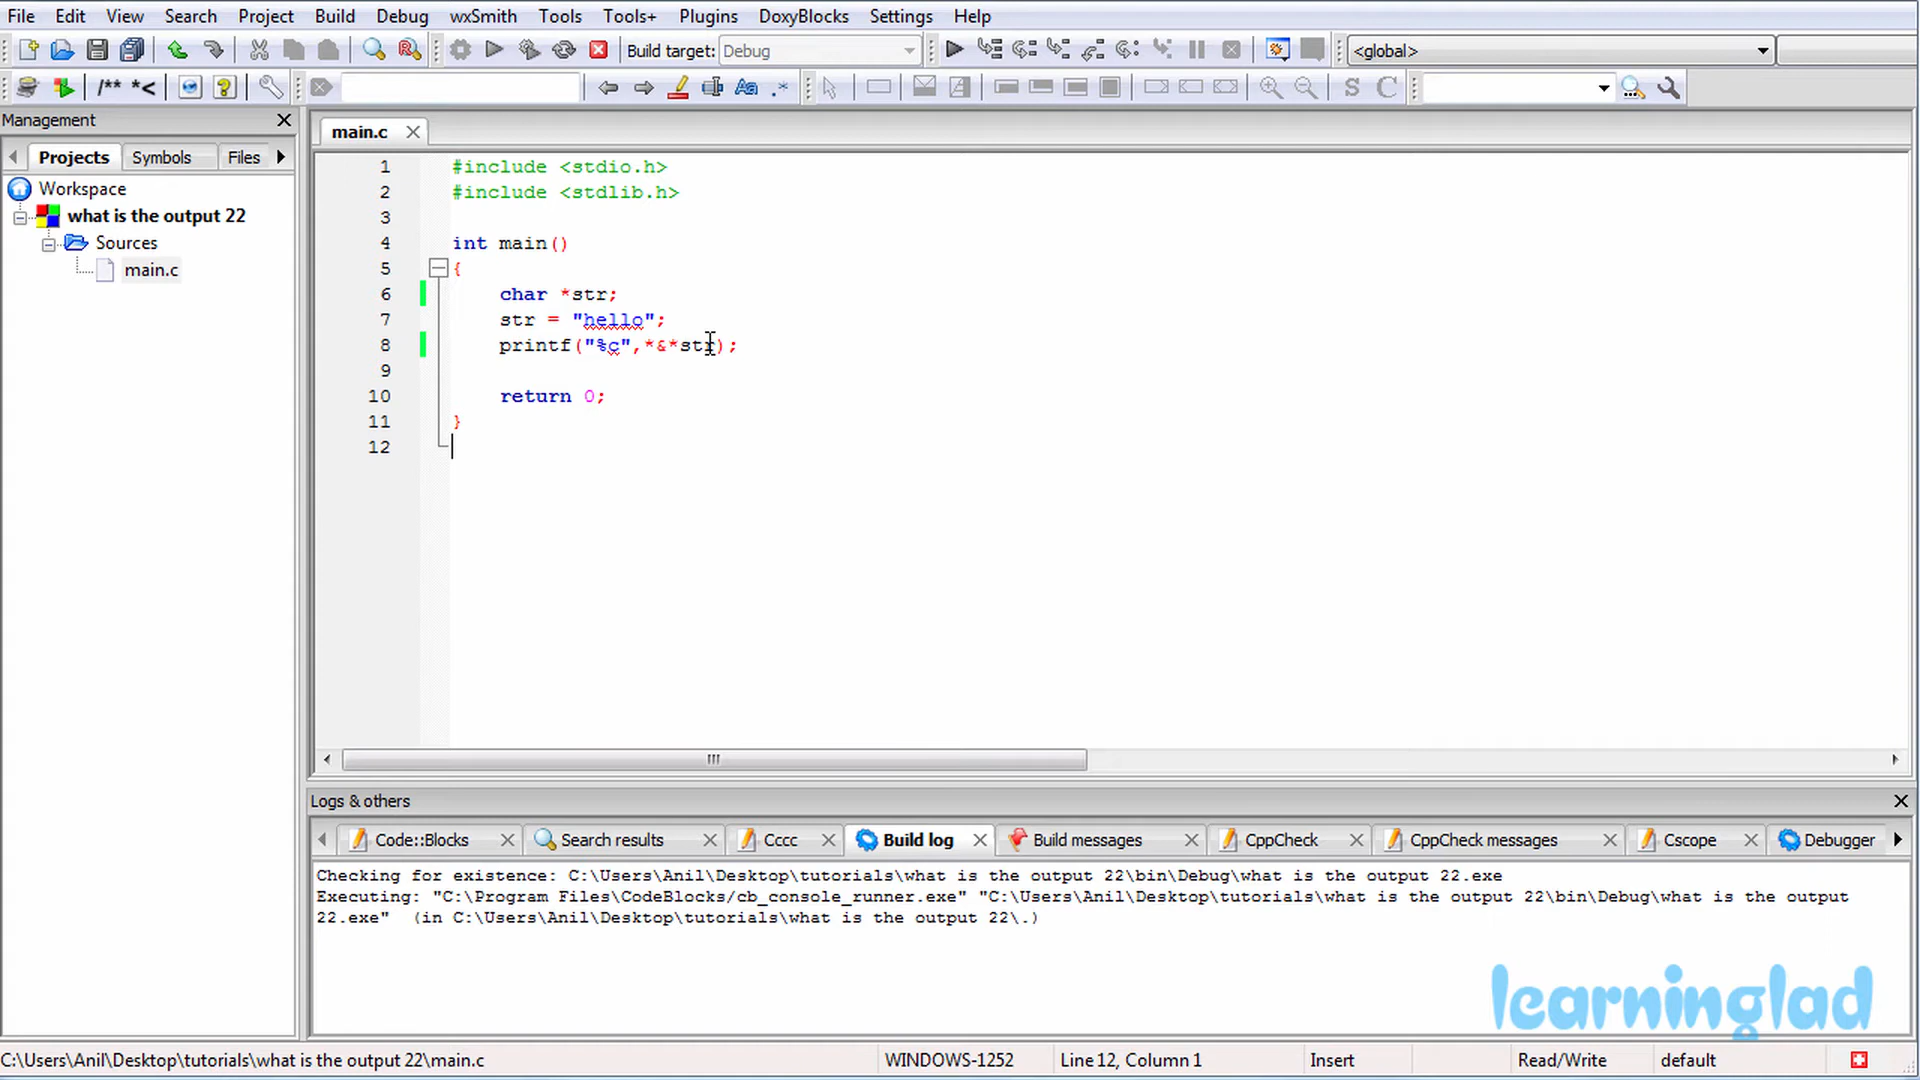 File Edit View Search Project Build Debug wxSmith Tools Tools+ Plugins DoxyBlocks Settings Help
Build target: Debug <global>
/** *< Aa .* S C
Management
main.c
Projects Symbols Files
Workspace
what is the output 22
Sources
main.c
1 #include <stdio.h>
2 #include <stdlib.h>
3
4 int main()
5 {
6 char *str;
7 str = "hello";
8 printf("%c",*&*str);
9
10 return 0;
11 }
12
Logs & others
Code::Blocks Search results Cccc Build log Build messages CppCheck CppCheck messages Cscope Debugger
Checking for existence: C:\Users\Anil\Desktop\tutorials\what is the output 22\bin\Debug\what is the output 22.exe
Executing: "C:\Program Files\CodeBlocks/cb_console_runner.exe" "C:\Users\Anil\Desktop\tutorials\what is the output 22\bin\Debug\what is the output
22.exe"  (in C:\Users\Anil\Desktop\tutorials\what is the output 22\.)
learninglad
C:\Users\Anil\Desktop\tutorials\what is the output 22\main.c WINDOWS-1252 Line 12, Column 1 Insert Read/Write default